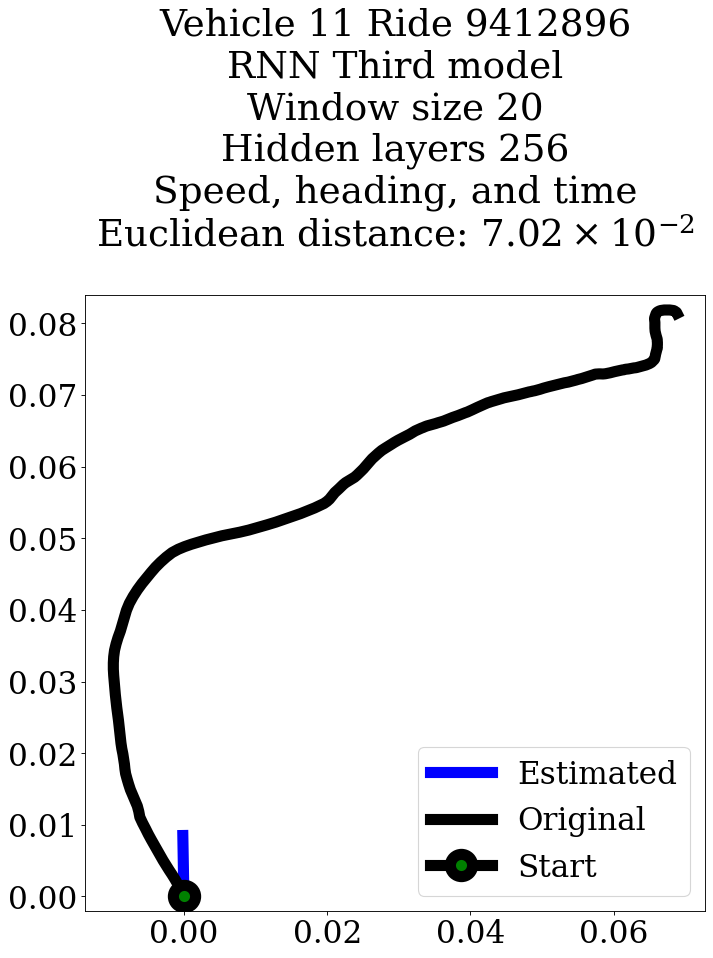 Vehicle 11 Ride 9412896
RNN Third model
Window size 20
Hidden layers 256
Speed, heading, and time
Euclidean distance: 7.02 × 10⁻²
0.08
0.07
0.06
0.05
0.04
0.03
0.02
0.01
0.00
Estimated
Original
Start
0.00 0.02 0.04 0.06